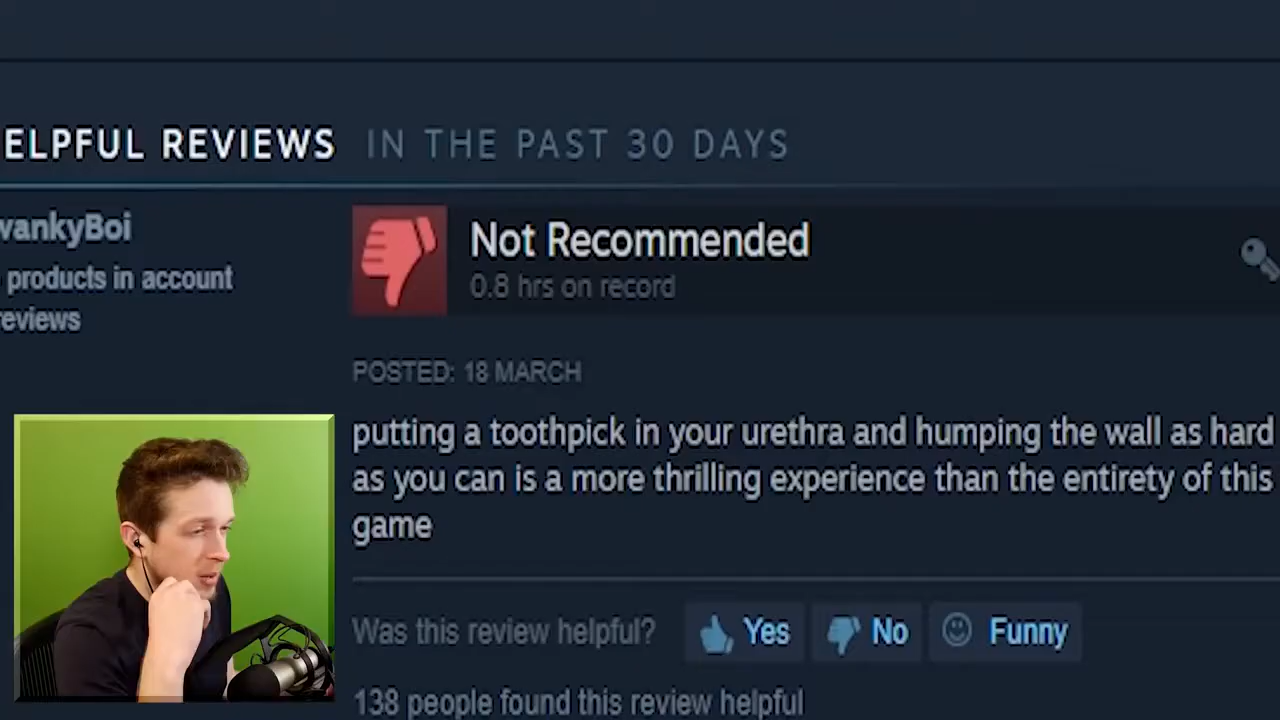 ELPFUL REVIEWS IN THE PAST 30 DAYS
vankyBoi
products in account
reviews
Not Recommended
0.8 hrs on record
POSTED: 18 MARCH
putting a toothpick in your urethra and humping the wall as hard
as you can is a more thrilling experience than the entirety of this
game
Was this review helpful? Yes No Funny
138 people found this review helpful